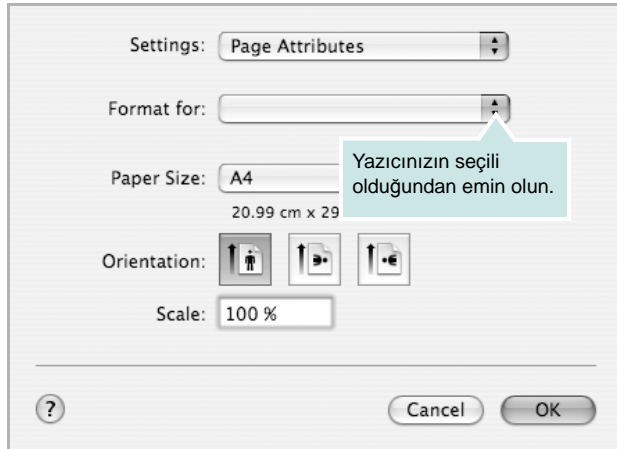 Settings: Page Attributes
Format for:
Yazıcınızın seçili
olduğundan emin olun.
Paper Size: A4
20.99 cm x 29
Orientation:
Scale: 100 %
?
Cancel
OK